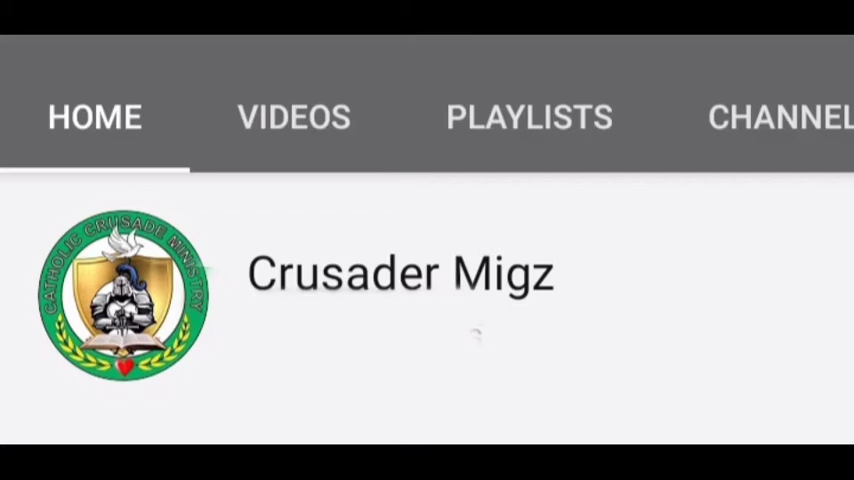 HOME VIDEOS PLAYLISTS CHANNEL
CATHOLIC CRUSADE MINISTRY
Crusader Migz